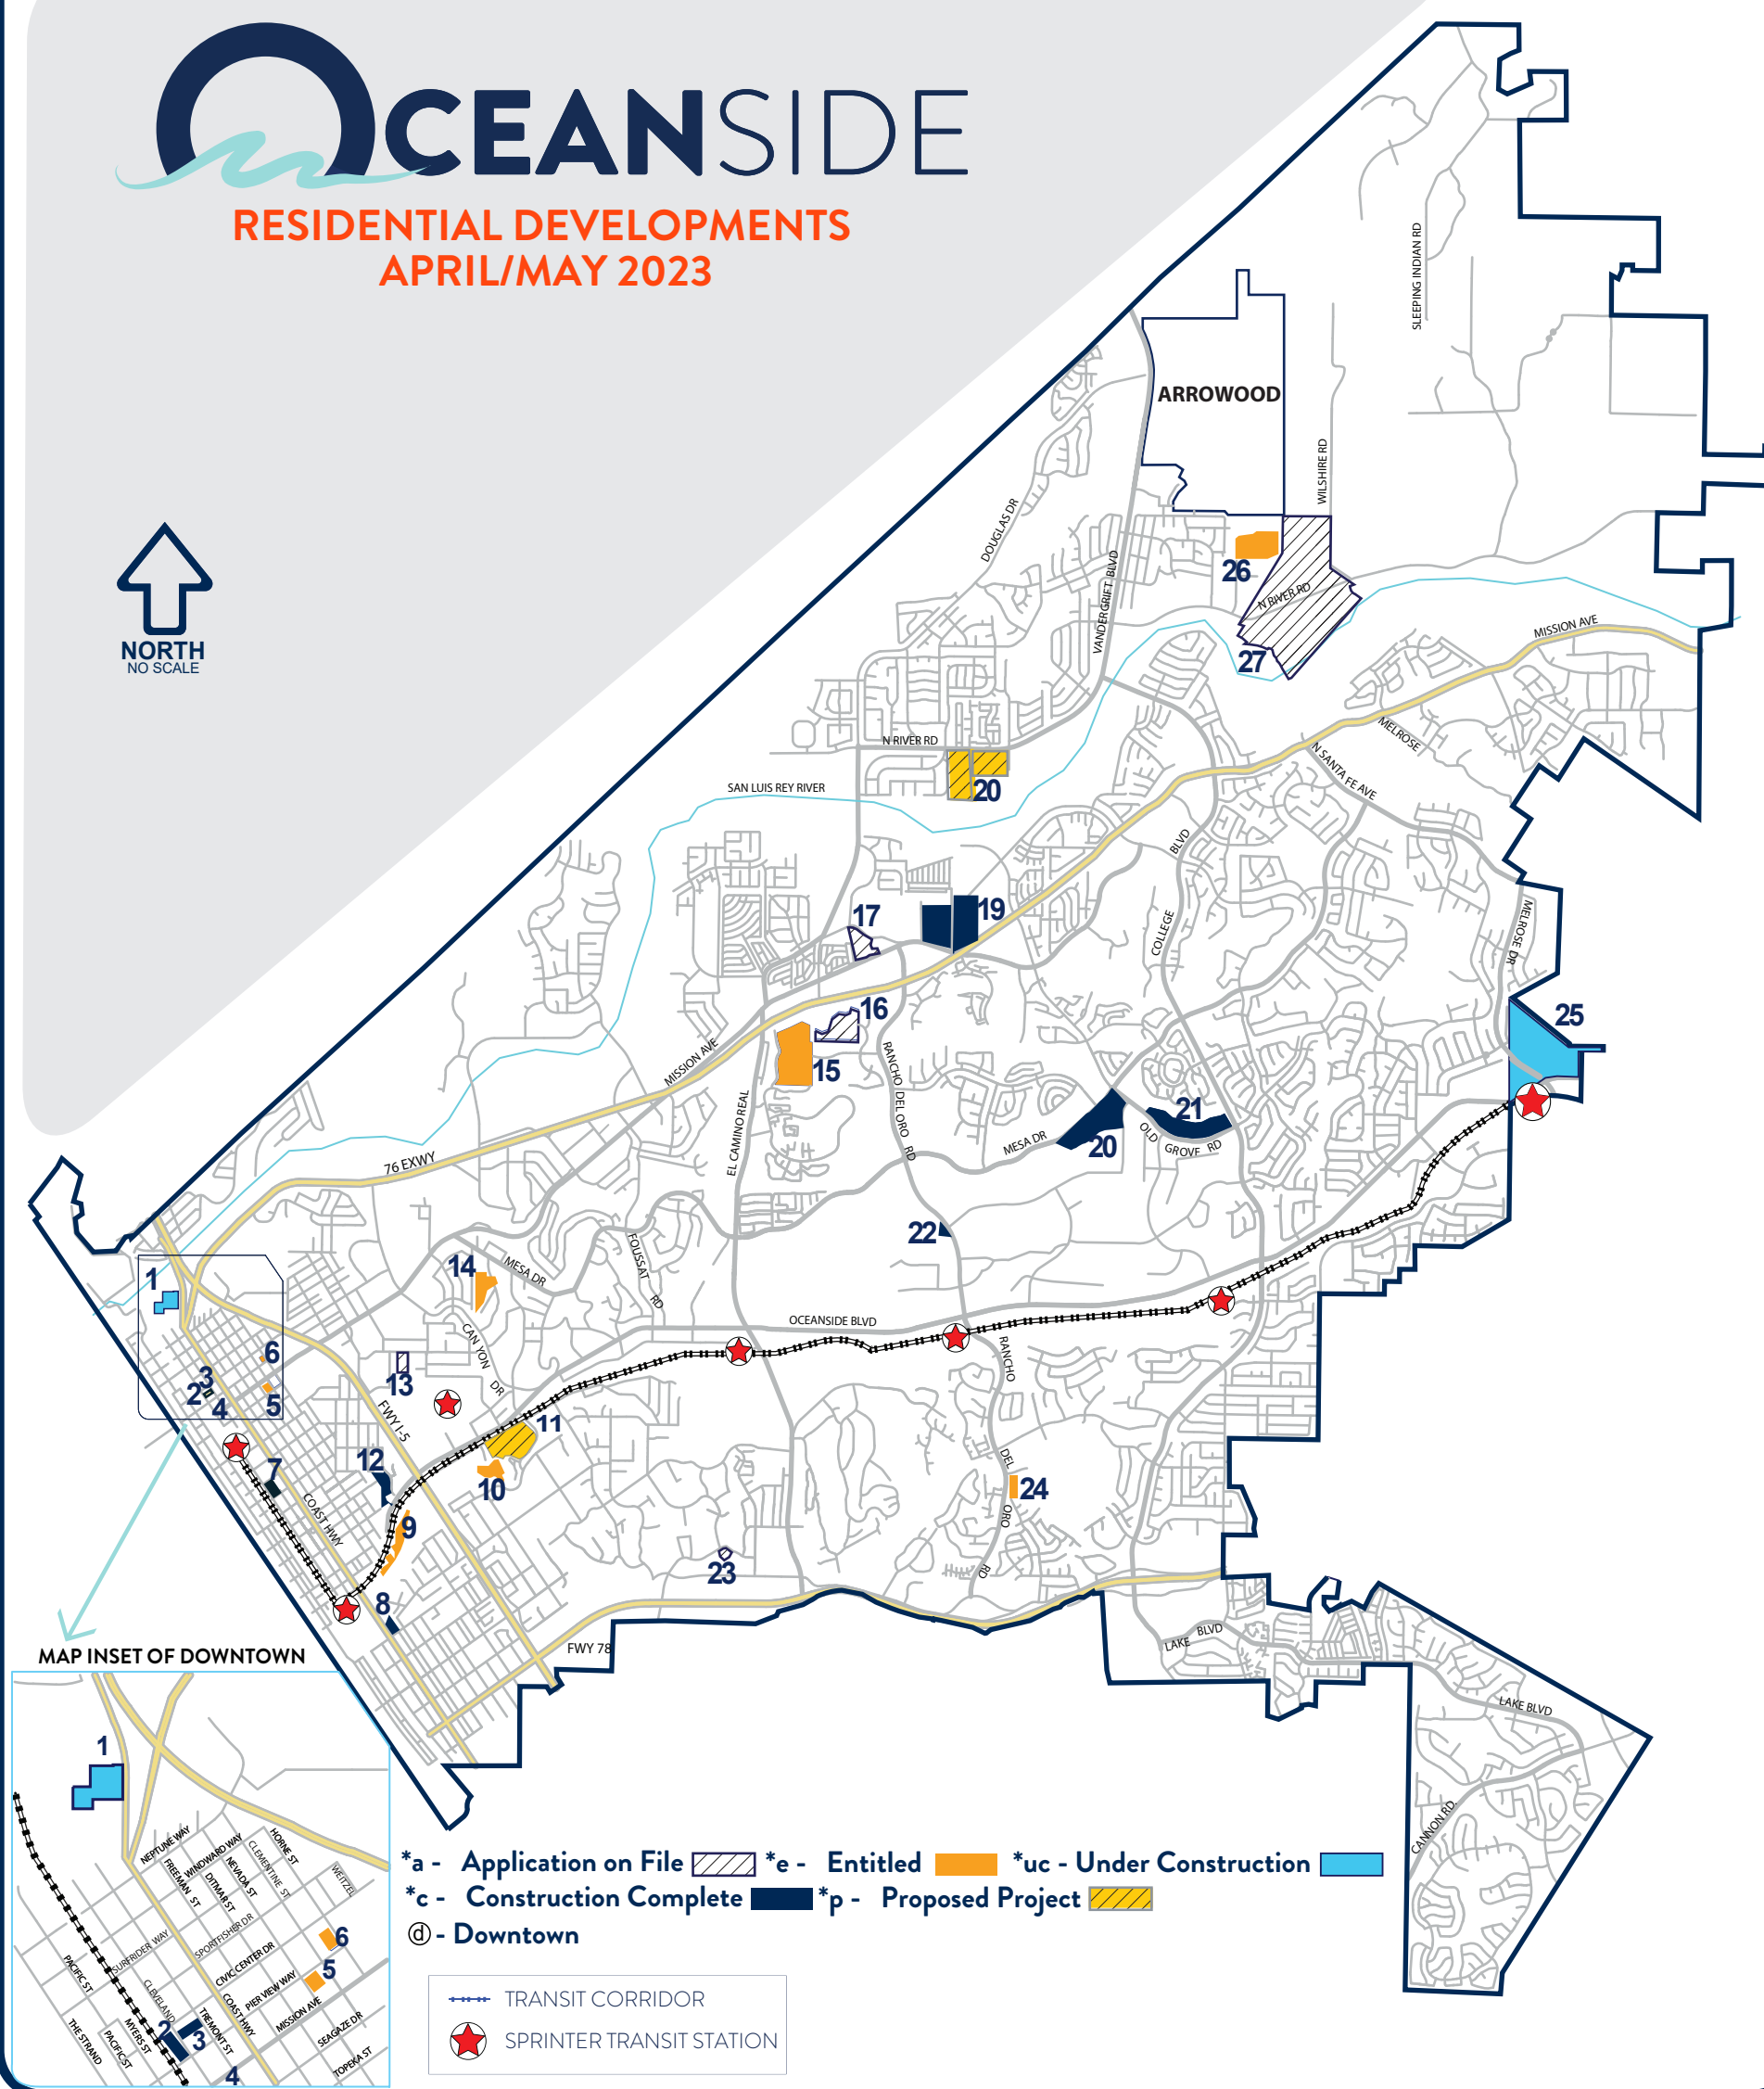 OCEANSIDE
RESIDENTIAL DEVELOPMENTS
APRIL/MAY 2023
NORTH
NO SCALE
ARROWOOD
SLEEPING INDIAN RD
WILSHIRE RD
DOUGLAS DR
VANDERGRIFT BLVD
26
N RIVER RD
27
MISSION AVE
MELROSE
N SANTA FE AVE
N RIVER RD
20
SAN LUIS REY RIVER
BLVD
COLLEGE
17
19
MELROSE DR
16
25
15
MISSION AVE
RANCHO DEL ORO RD
EL CAMINO REAL
21
MESA DR
20
OLD GROVE RD
76 EXWY
22
FOUSSAT RD
14
MESA DR
1
OCEANSIDE BLVD
CAN YON DR
RANCHO DEL ORO RD
6
3
2
4
5
13
FWY I-5
11
12
7
10
24
COAST HWY
9
23
8
FWY 78
LAKE BLVD
LAKE BLVD
CANNON RD.
MAP INSET OF DOWNTOWN
1
NEPTUNE WAY
WINDWARD WAY
HORNE ST
CLEMENTINE ST
NEVADA ST
DITMAR ST
FREEMAN ST
WEITZEL
SURFRIDER WAY
SPORTFISHER DR
CIVIC CENTER DR
PIER VIEW WAY
MISSION AVE
6
5
PACIFIC ST
CLEVELAND
COAST HWY
TREMONT ST
SEAGAZE DR
TOPEKA ST
THE STRAND
PACIFIC ST
MYERS ST
2
3
4
*a - Application on File *e - Entitled *uc - Under Construction
*c - Construction Complete *p - Proposed Project
d - Downtown
TRANSIT CORRIDOR
SPRINTER TRANSIT STATION